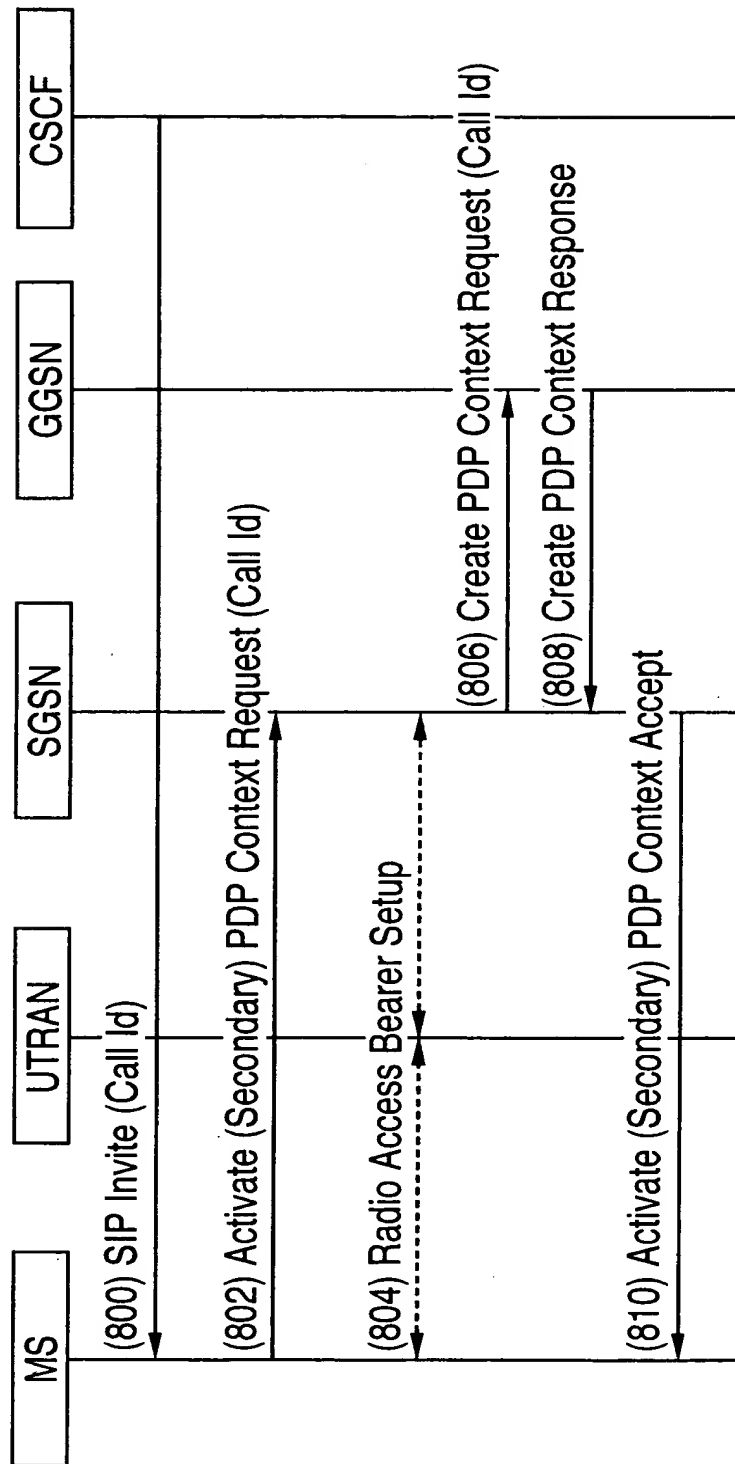 MS
UTRAN
SGSN
GGSN
CSCF
(800) SIP Invite (Call Id)
(802) Activate (Secondary) PDP Context Request (Call Id)
(804) Radio Access Bearer Setup
(806) Create PDP Context Request (Call Id)
(808) Create PDP Context Response
(810) Activate (Secondary) PDP Context Accept